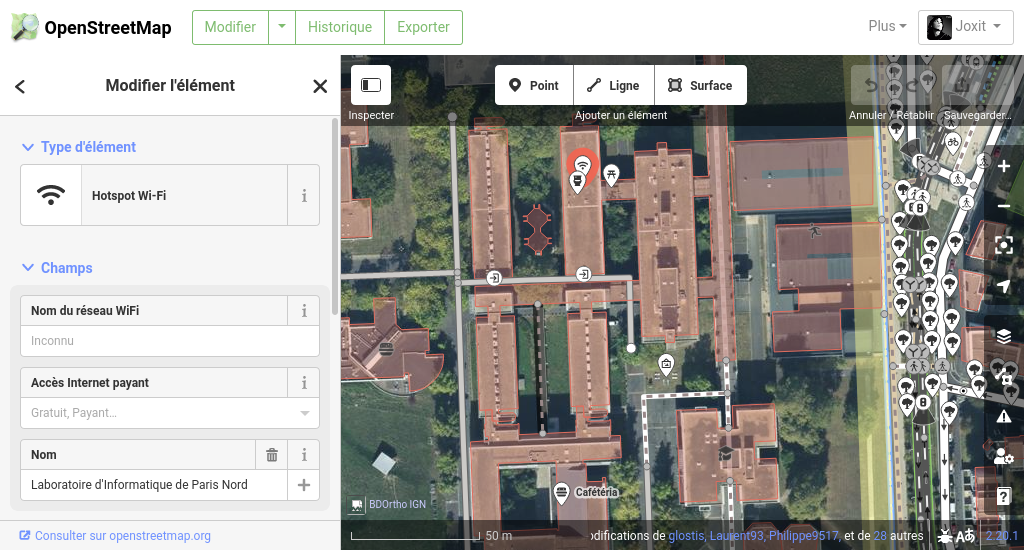 OpenStreetMap
Modifier
Historique
Exporter
Plus
Joxit
Modifier l'élément
Inspecter
Point
Ligne
Surface
Ajouter un élément
Annuler / Rétablir
Sauvegarder...
Type d'élément
Hotspot Wi-Fi
Champs
Nom du réseau WiFi
Inconnu
Accès Internet payant
Gratuit, Payant...
Nom
Laboratoire d'Informatique de Paris Nord
Consulter sur openstreetmap.org
Cafétéria
BDOrtho IGN
50 m
odifications de glostis, Laurent93, Philippe9517, et de 28 autres
2.20.1